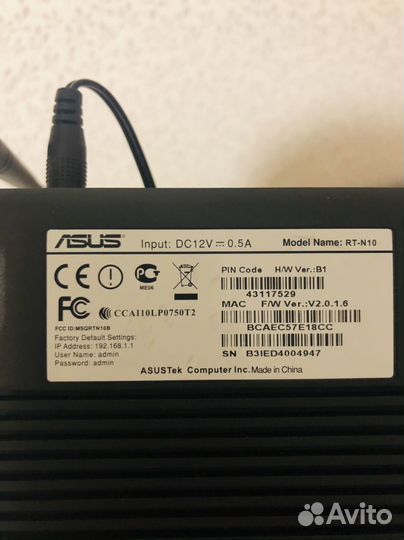 ASUS Input: DC12V ⎓ 0.5A Model Name: RT-N10
PIN Code H/W Ver.:B1
43117529
MAC F/W Ver.:V2.0.1.6
BCAEC57E18CC
SN B3IED4004947
CE
ME06
FC CCAI10LP0750T2
FCC ID:MSQRTN10B
Factory Default Settings:
IP Address: 192.168.1.1
User Name: admin
Password: admin
ASUSTek Computer Inc. Made in China
Avito